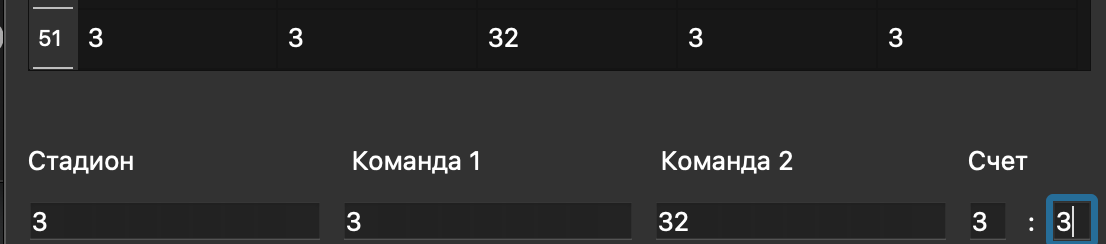 51 3 3 32 3 3
Стадион Команда 1 Команда 2 Счет
3 3 32 3 : 3